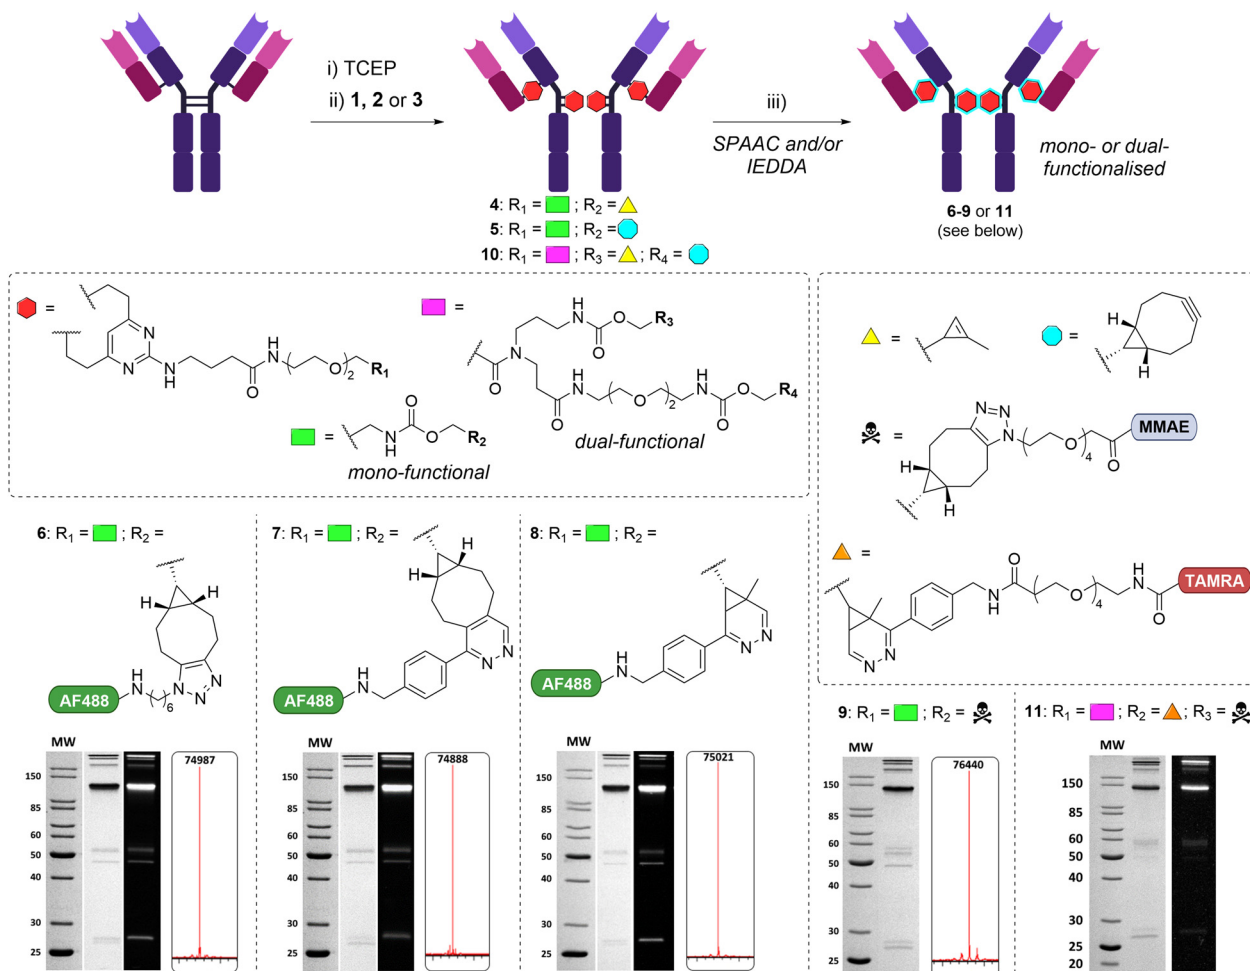 i) TCEP
ii) 1, 2 or 3
iii)
SPAAC and/or
IEDDA
mono- or dual-
functionalised
4: R1 = ; R2 =
5: R1 = ; R2 =
10: R1 = ; R3 = ; R4 =
6-9 or 11
(see below)
=
N
N
N
H
O
H
N
O
2
R1
=
H
N
O
O
R3
N
O
O
H
N
O
2
H
N
O
O
R4
dual-functional
=
N
H
O
O
R2
mono-functional
=
=
H
H
=
N
N
N
O
4
O
MMAE
H
H
=
N
N
H
N
O
O
4
H
N
O
TAMRA
6: R1 = ; R2 =
H
H
AF488
H
N
6
N
N
N
7: R1 = ; R2 =
H
H
N
N
AF488
H
N
8: R1 = ; R2 =
N
N
AF488
H
N
9: R1 = ; R2 =
11: R1 = ; R2 = ; R3 =
MW
150
85
60
50
40
30
25
74987
MW
150
85
60
50
40
30
25
74888
MW
150
85
60
50
40
30
25
75021
MW
150
85
60
50
40
30
25
76440
MW
150
85
60
50
40
30
25
20